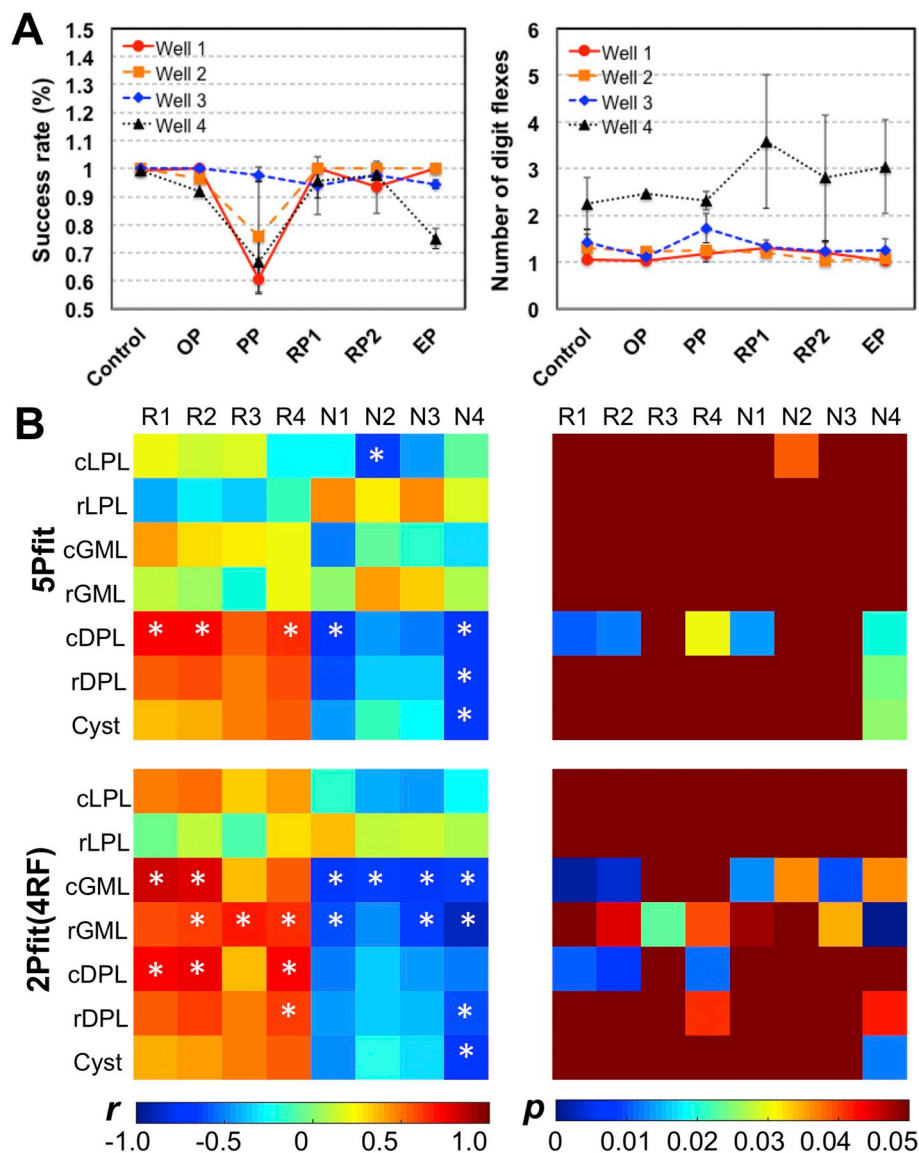 A
Success rate (%)
1.5
1.4
1.3
1.2
1.1
1
0.9
0.8
0.7
0.6
0.5
Well 1
Well 2
Well 3
Well 4
Control OP PP RP1 RP2 EP
Number of digit flexes
6
5
4
3
2
1
0
Well 1
Well 2
Well 3
Well 4
Control OP PP RP1 RP2 EP
B
R1 R2 R3 R4 N1 N2 N3 N4
R1 R2 R3 R4 N1 N2 N3 N4
5Pfit
cLPL *
rLPL
cGML
rGML
cDPL * * * * *
rDPL *
Cyst *
2Pfit(4RF)
cLPL
rLPL
cGML * * * * * *
rGML * * * * * *
cDPL * * *
rDPL * *
Cyst *
r
-1.0 -0.5 0 0.5 1.0
p
0 0.01 0.02 0.03 0.04 0.05